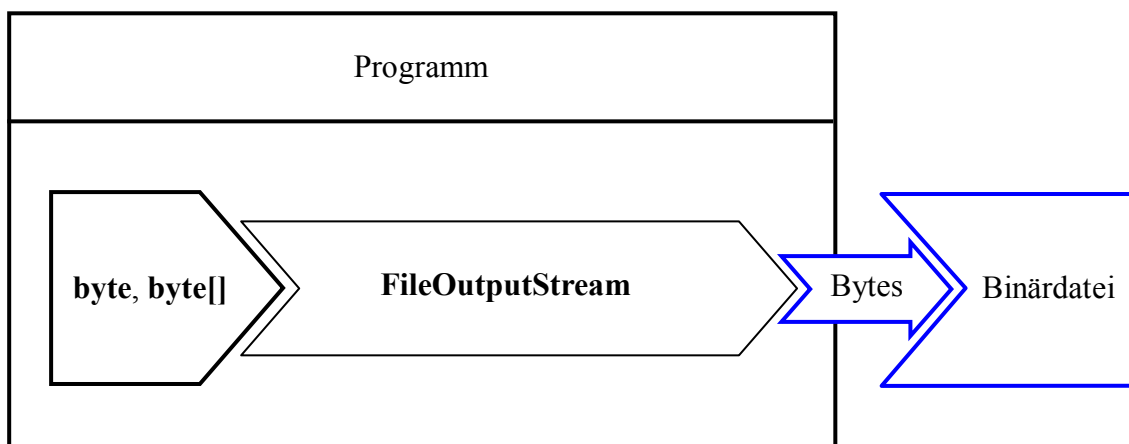 Programm
byte, byte[]
FileOutputStream
Bytes
Binärdatei